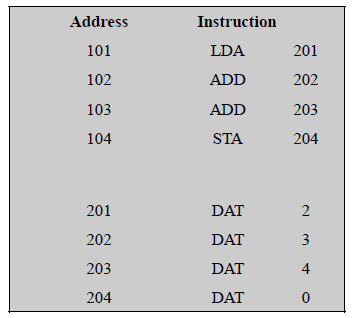 Address Instruction
101 LDA 201
102 ADD 202
103 ADD 203
104 STA 204
201 DAT 2
202 DAT 3
203 DAT 4
204 DAT 0